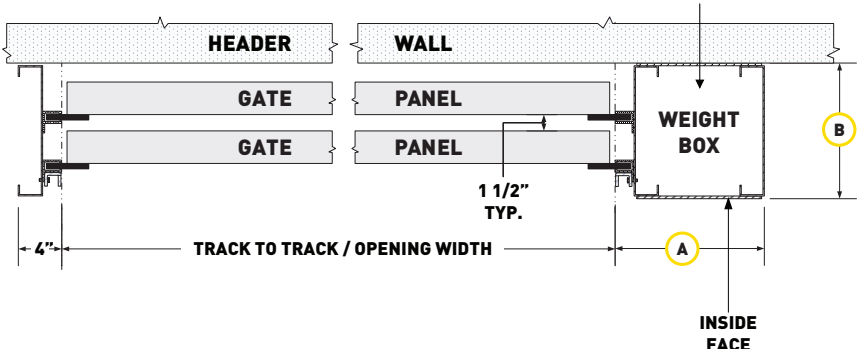 HEADER WALL
GATE PANEL
WEIGHT
BOX
B
GATE PANEL
1 1/2”
TYP.
4” TRACK TO TRACK / OPENING WIDTH A
INSIDE
FACE